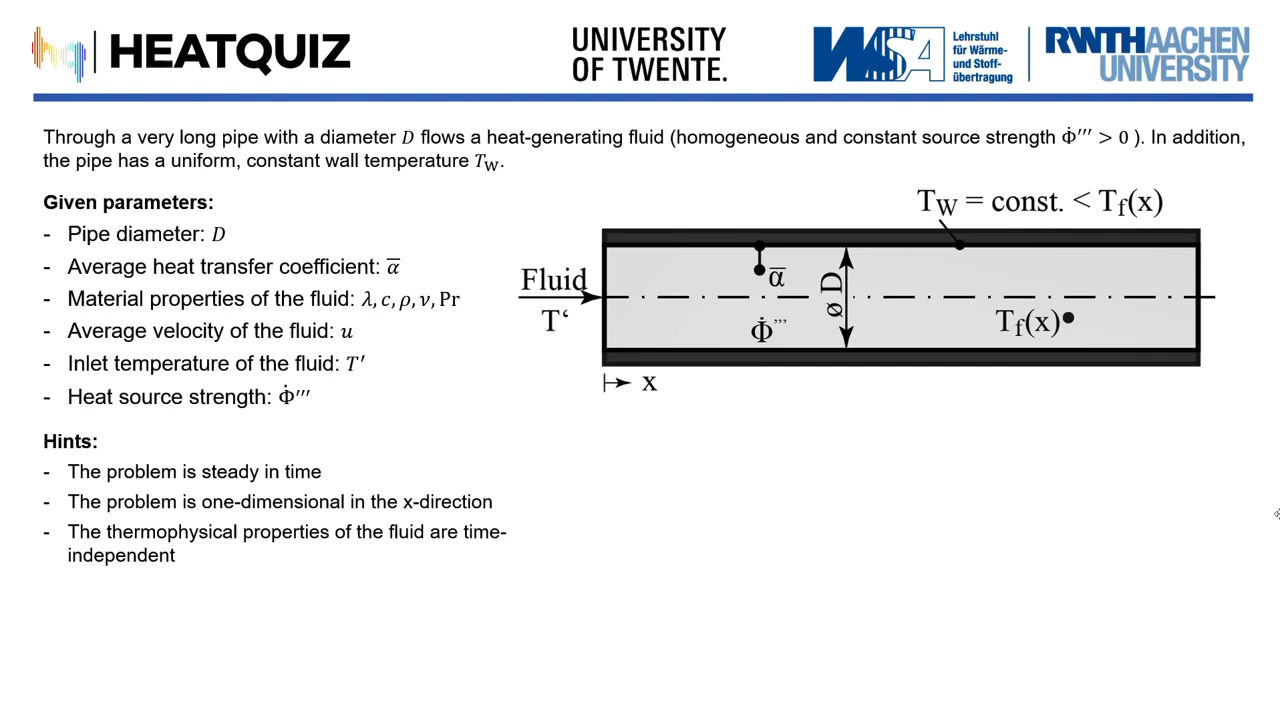 HEATQUIZ
UNIVERSITY
OF TWENTE.
WSA
Lehrstuhl
für Wärme-
und Stoff-
übertragung
RWTHAACHEN
UNIVERSITY
Through a very long pipe with a diameter D flows a heat-generating fluid (homogeneous and constant source strength Φ̇′′′ > 0 ). In addition,
the pipe has a uniform, constant wall temperature T_W.
Given parameters:
- Pipe diameter: D
- Average heat transfer coefficient: α̅
- Material properties of the fluid: λ, c, ρ, ν, Pr
- Average velocity of the fluid: u
- Inlet temperature of the fluid: T′
- Heat source strength: Φ̇′′′
Hints:
- The problem is steady in time
- The problem is one-dimensional in the x-direction
- The thermophysical properties of the fluid are time-
independent
T_W = const. < T_f(x)
Fluid
T‘
α̅
ø D
Φ̇’’’
T_f(x)
x